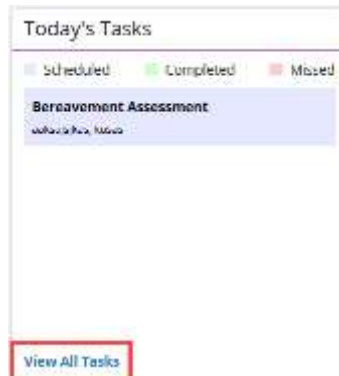 Today's Tasks
Scheduled Completed Missed
Bereavement Assessment
View All Tasks